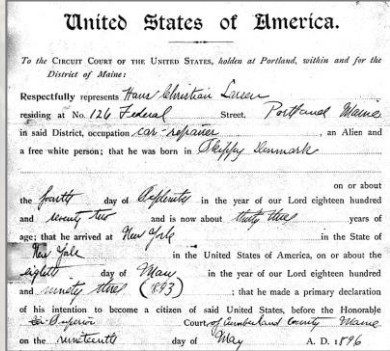 United States of America.
To the CIRCUIT COURT OF THE UNITED STATES, holden at Portland, within and for the
District of Maine:
Respectfully represents Hans Christian Larsen
residing at No. 126 Federal Street, Portland Maine
in said District, occupation car-repairer, an Alien and
a free white person; that he was born in Denmark
on or about
the fourth day of in the year of our Lord eighteen hundred
and seventy two and is now about thirty three years of
age; that he arrived at New York in the State of
New York in the United States of America, on or about the
eighth day of May in the year of our Lord eighteen hundred
and ninety three (893); that he made a primary declaration
of his intention to become a citizen of said United States, before the Honorable
Superior Court, of Cumberland County Maine
on the nineteenth day of May A. D. 1896